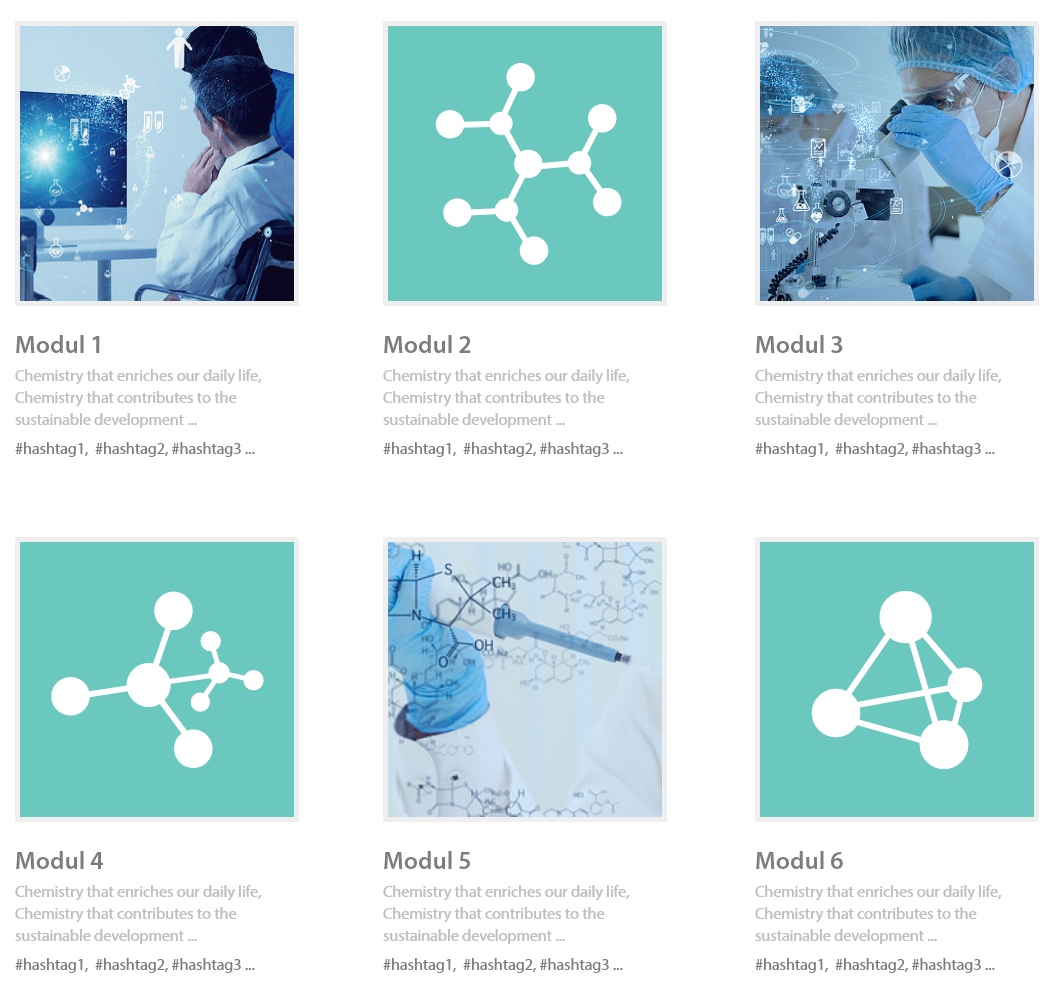 Modul 1
Chemistry that enriches our daily life,
Chemistry that contributes to the
sustainable development ...
#hashtag1, #hashtag2, #hashtag3 ...
Modul 2
Chemistry that enriches our daily life,
Chemistry that contributes to the
sustainable development ...
#hashtag1, #hashtag2, #hashtag3 ...
Modul 3
Chemistry that enriches our daily life,
Chemistry that contributes to the
sustainable development ...
#hashtag1, #hashtag2, #hashtag3 ...
H
S
CH₃
N
CH₃
OH
O
HO
OH
Modul 4
Chemistry that enriches our daily life,
Chemistry that contributes to the
sustainable development ...
#hashtag1, #hashtag2, #hashtag3 ...
Modul 5
Chemistry that enriches our daily life,
Chemistry that contributes to the
sustainable development ...
#hashtag1, #hashtag2, #hashtag3 ...
Modul 6
Chemistry that enriches our daily life,
Chemistry that contributes to the
sustainable development ...
#hashtag1, #hashtag2, #hashtag3 ...